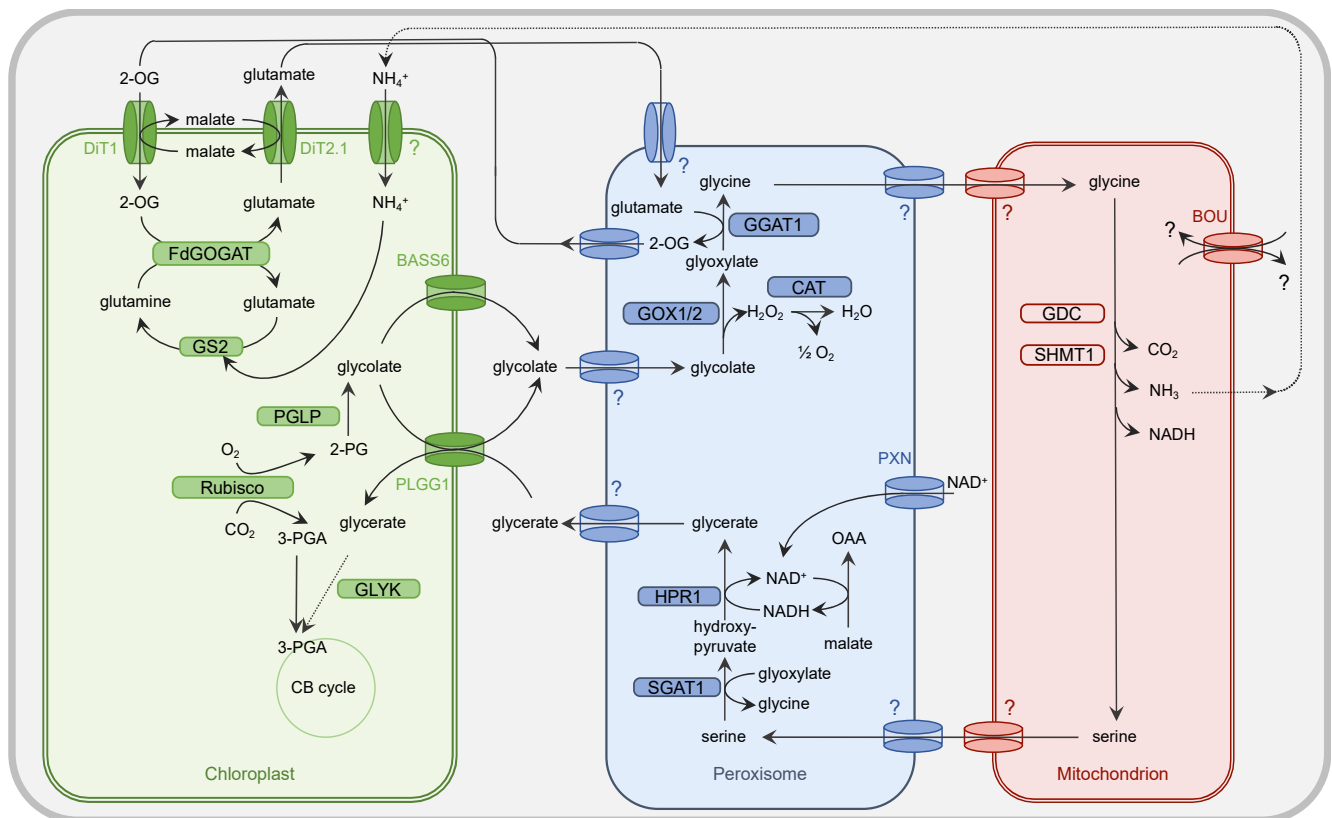 2-OG
glutamate
NH₄⁺
malate
DiT1
malate
DiT2.1
?
2-OG
glutamate
NH₄⁺
FdGOGAT
BASS6
glutamine
glutamate
GS2
glycolate
glycolate
PGLP
O₂
2-PG
Rubisco
PLGG1
CO₂
3-PGA
glycerate
glycerate
GLYK
3-PGA
CB cycle
Chloroplast
?
glycine
?
glutamate
GGAT1
2-OG
glyoxylate
CAT
GOX1/2
H₂O₂
H₂O
½ O₂
glycolate
?
PXN
NAD⁺
?
glycerate
OAA
NAD⁺
HPR1
NADH
hydroxy-
pyruvate
malate
glyoxylate
SGAT1
glycine
?
serine
Peroxisome
glycine
?
BOU
?
?
GDC
CO₂
SHMT1
NH₃
NADH
?
serine
Mitochondrion